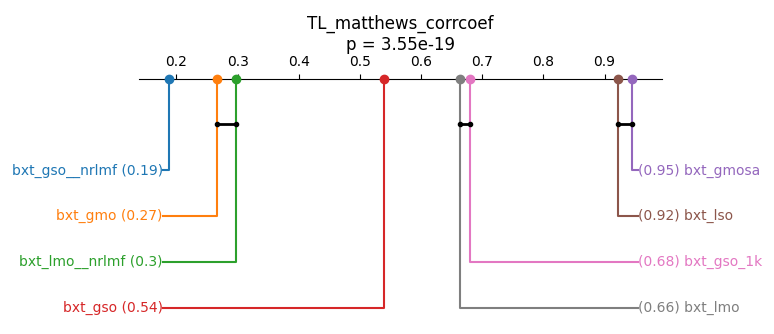 TL_matthews_corrcoef
p = 3.55e-19
0.2 0.3 0.4 0.5 0.6 0.7 0.8 0.9
bxt_gso__nrlmf (0.19) (0.95) bxt_gmosa
bxt_gmo (0.27) (0.92) bxt_lso
bxt_lmo__nrlmf (0.3) (0.68) bxt_gso_1k
bxt_gso (0.54) (0.66) bxt_lmo